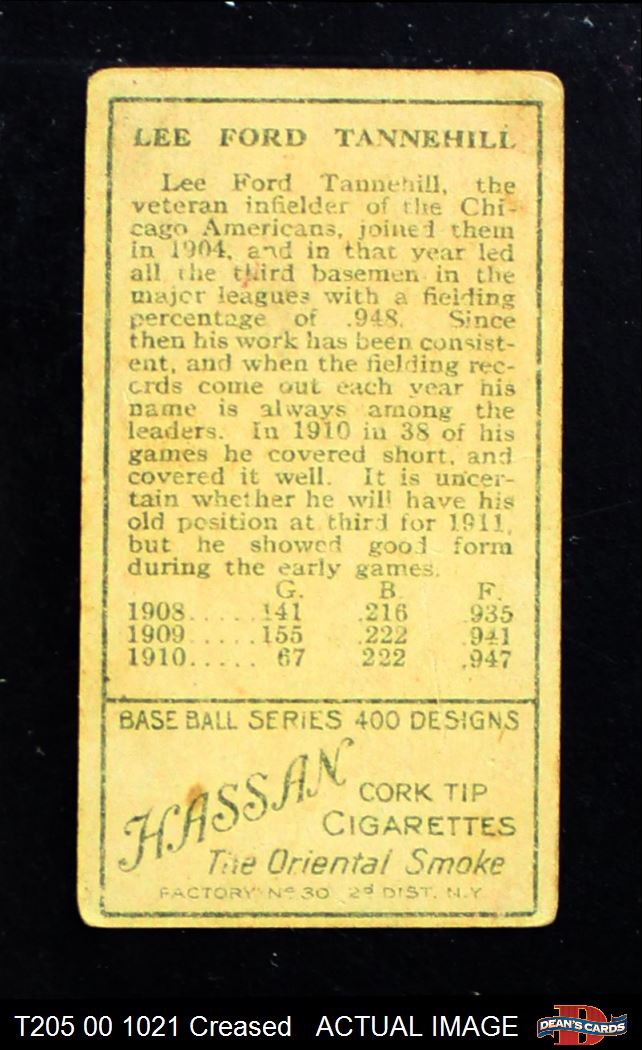 LEE FORD TANNEHILL
Lee Ford Tannehill, the
veteran infielder of the Chi-
cago Americans, joined them
in 1904, and in that year led
all the third basemen in the
major leagues with a fielding
percentage of .948. Since
then his work has been consist-
ent, and when the fielding rec-
ords come out each year his
name is always among the
leaders. In 1910 in 38 of his
games he covered short, and
covered it well. It is uncer-
tain whether he will have his
old position at third for 1911,
but he showed good form
during the early games.
G. B F.
1908.....141 .216 .935
1909.....155 .222 .941
1910..... 67 222 .947
BASE BALL SERIES 400 DESIGNS
HASSAN
CORK TIP
CIGARETTES
The Oriental Smoke
FACTORY Nº 30 2d DIST. N.Y
T205 00 1021 Creased ACTUAL IMAGE
D
DEAN'S CARDS